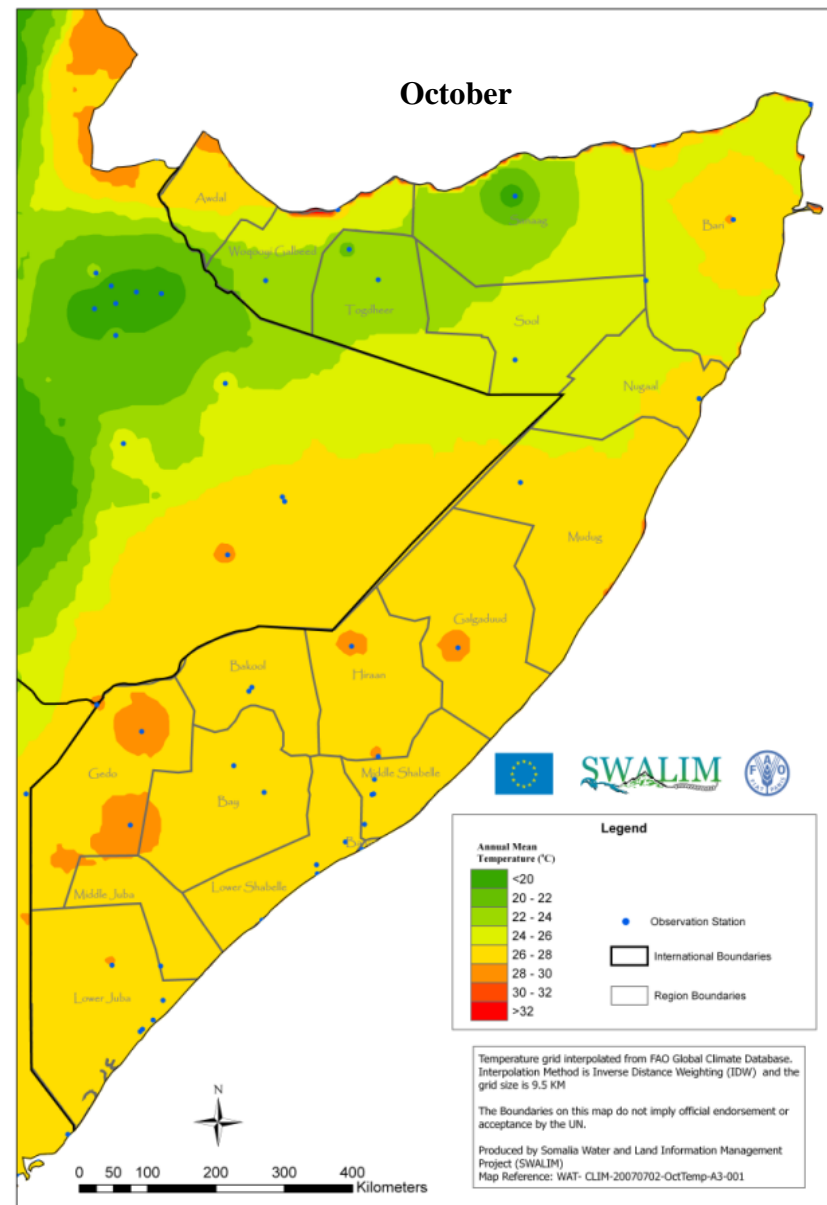 October
Awdal
Woqooyi Galbeed
Togdheer
Sanaag
Bari
Sool
Nugaal
Mudug
Galgaduud
Hiraan
Bakool
Gedo
Bay
Middle Shabelle
Lower Shabelle
Middle Juba
Lower Juba
SWALIM
F A O
FIAT PANIS
Legend
Annual Mean
Temperature (°C)
<20
20 - 22
22 - 24
24 - 26
26 - 28
28 - 30
30 - 32
>32
Observation Station
International Boundaries
Region Boundaries
Temperature grid interpolated from FAO Global Climate Database.
Interpolation Method is Inverse Distance Weighting (IDW) and the
grid size is 9.5 KM
The Boundaries on this map do not imply official endorsement or
acceptance by the UN.
Produced by Somalia Water and Land Information Management
Project (SWALIM)
Map Reference: WAT- CLIM-20070702-OctTemp-A3-001
N
0 50 100 200 300 400
Kilometers